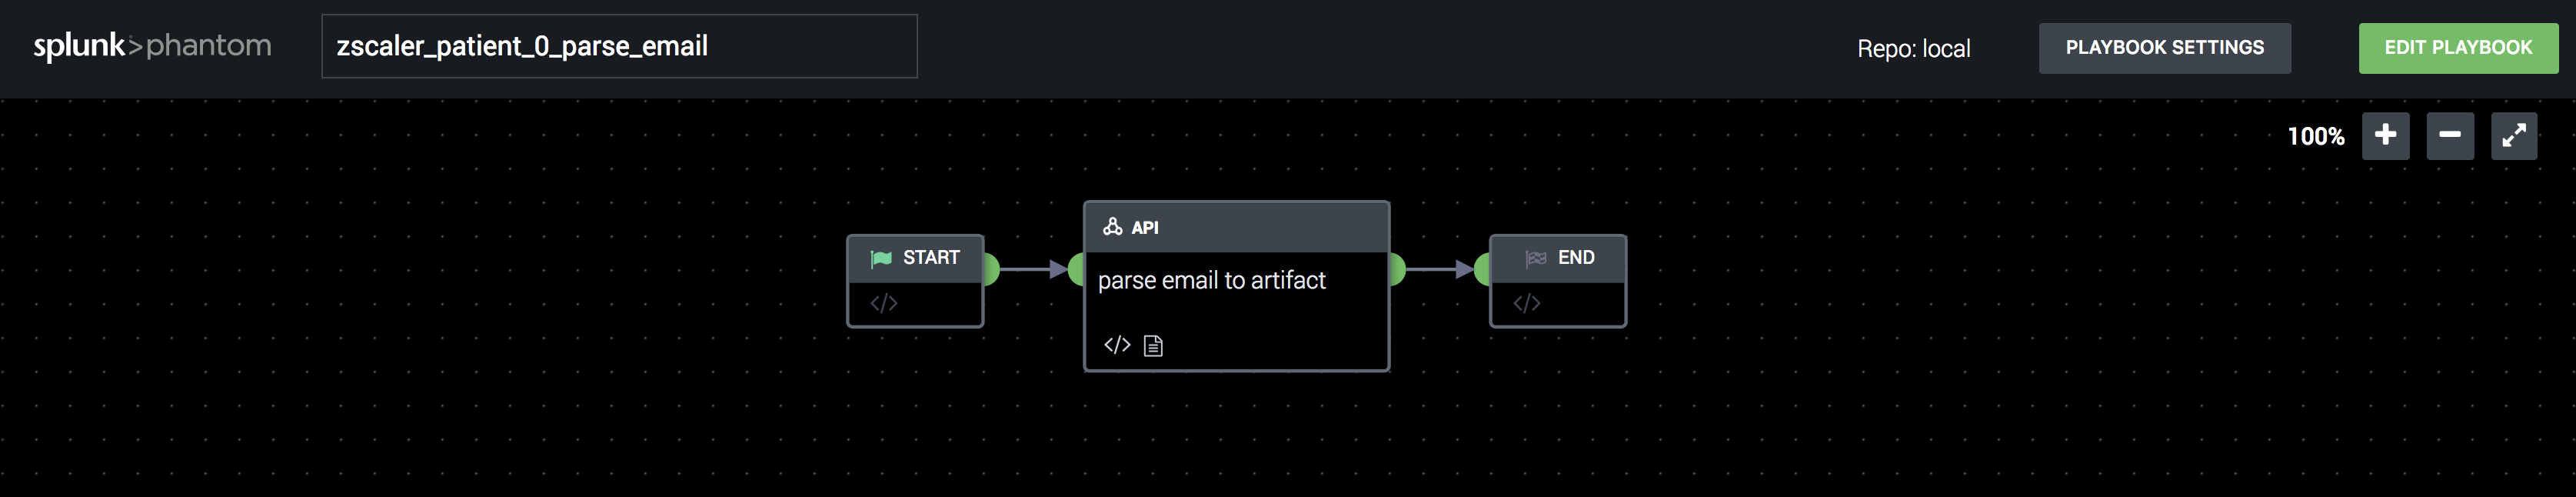 splunk>phantom
zscaler_patient_0_parse_email
Repo: local
PLAYBOOK SETTINGS
EDIT PLAYBOOK
100%
START
</>
API
parse email to artifact
</>
END
</>